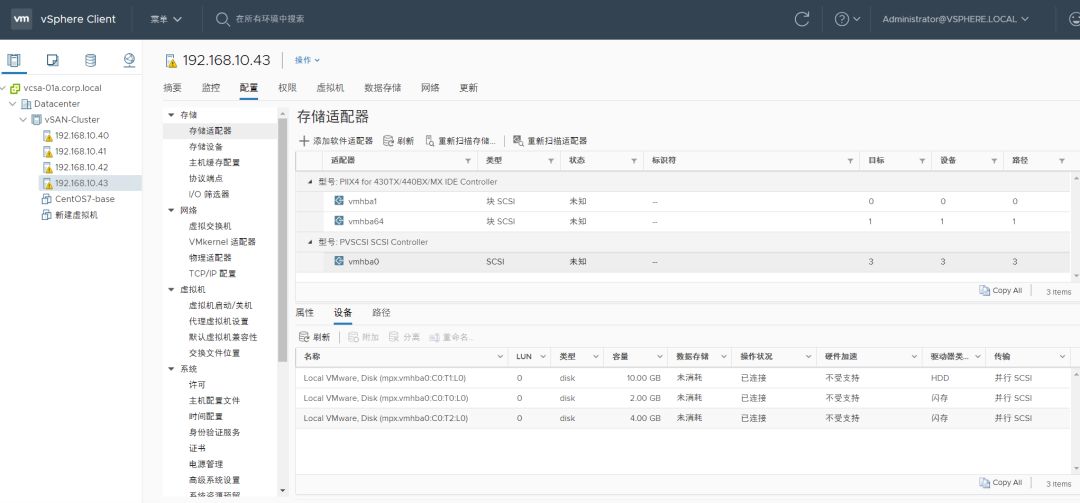 vm vSphere Client 菜单 在所有环境中搜索 Administrator@VSPHERE.LOCAL
vcsa-01a.corp.local
Datacenter
vSAN-Cluster
192.168.10.40
192.168.10.41
192.168.10.42
192.168.10.43
CentOS7-base
新建虚拟机
192.168.10.43 操作
摘要 监控 配置 权限 虚拟机 数据存储 网络 更新
存储
存储适配器
存储设备
主机缓存配置
协议端点
I/O 筛选器
网络
虚拟交换机
VMkernel 适配器
物理适配器
TCP/IP 配置
虚拟机
虚拟机启动/关机
代理虚拟机设置
默认虚拟机兼容性
交换文件位置
系统
许可
主机配置文件
时间配置
身份验证服务
证书
电源管理
高级系统设置
系统资源预留
存储适配器
添加软件适配器 刷新 重新扫描存储... 重新扫描适配器
适配器 类型 状态 标识符 目标 设备 路径
型号: PIIX4 for 430TX/440BX/MX IDE Controller
vmhba1 块 SCSI 未知 -- 0 0 0
vmhba64 块 SCSI 未知 -- 1 1 1
型号: PVSCSI SCSI Controller
vmhba0 SCSI 未知 -- 3 3 3
Copy All 3 items
属性 设备 路径
刷新 附加 分离 重命名...
名称 LUN 类型 容量 数据存储 操作状况 硬件加速 驱动器类... 传输
Local VMware, Disk (mpx.vmhba0:C0:T1:L0) 0 disk 10.00 GB 未消耗 已连接 不受支持 HDD 并行 SCSI
Local VMware, Disk (mpx.vmhba0:C0:T0:L0) 0 disk 2.00 GB 未消耗 已连接 不受支持 闪存 并行 SCSI
Local VMware, Disk (mpx.vmhba0:C0:T2:L0) 0 disk 4.00 GB 未消耗 已连接 不受支持 闪存 并行 SCSI
Copy All 3 items